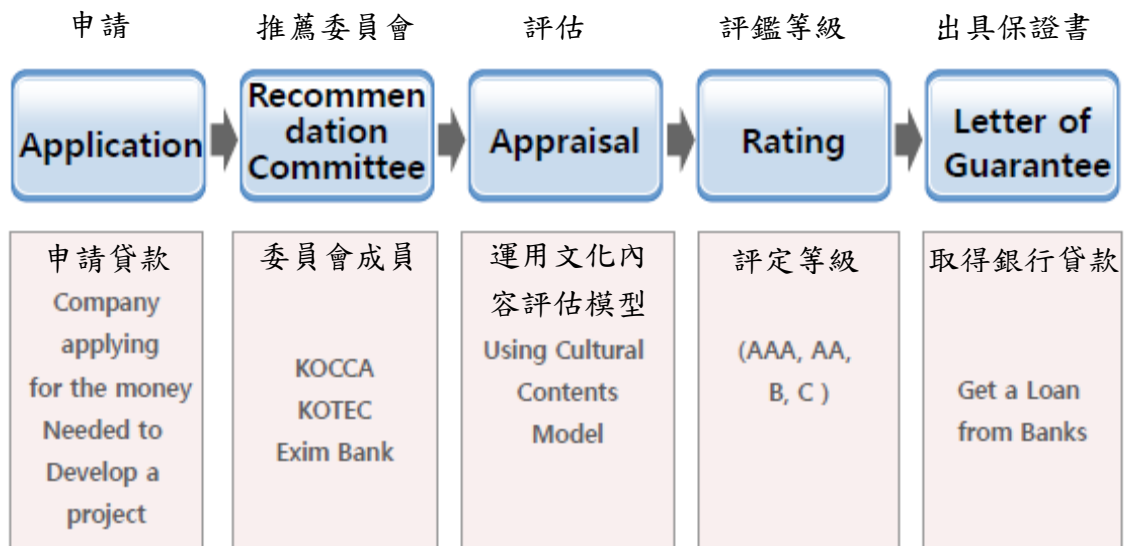 申請
推薦委員會
評估
評鑑等級
出具保證書
Application
Recommen
dation
Committee
Appraisal
Rating
Letter of
Guarantee
申請貸款
Company
applying
for the money
Needed to
Develop a
project
委員會成員
KOCCA
KOTEC
Exim Bank
運用文化內
容評估模型
Using Cultural
Contents
Model
評定等級
(AAA, AA,
B, C )
取得銀行貸款
Get a Loan
from Banks